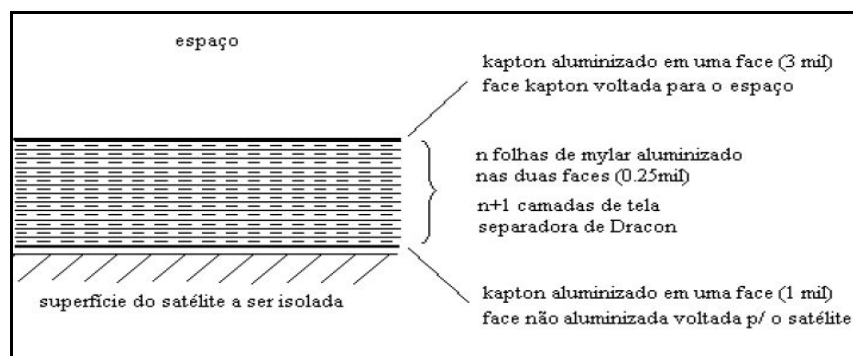 espaço
kapton aluminizado em uma face (3 mil)
face kapton voltada para o espaço
n folhas de mylar aluminizado
nas duas faces (0.25mil)
n+1 camadas de tela
separadora de Dracon
superfície do satélite a ser isolada
kapton aluminizado em uma face (1 mil)
face não aluminizada voltada p/ o satélite